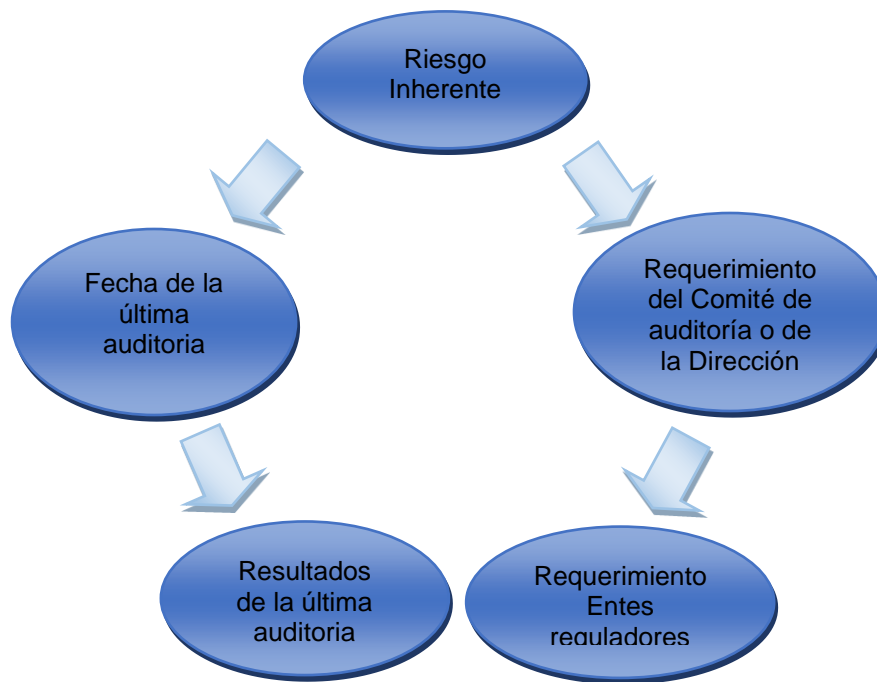 Riesgo
Inherente
Fecha de la
última
auditoria
Requerimiento
del Comité de
auditoría o de
la Dirección
Resultados
de la última
auditoria
Requerimiento
Entes
reguladores